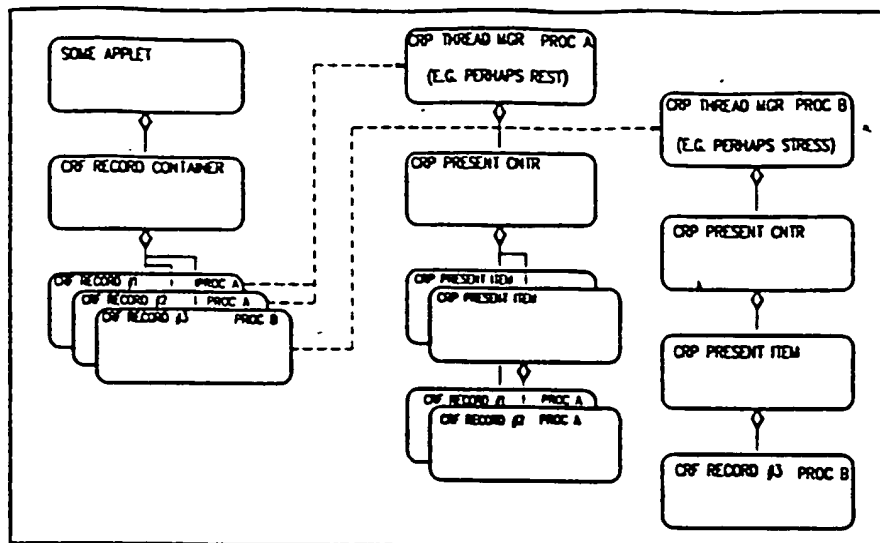 SOME APPLET
CRF RECORD CONTAINER
CRF RECORD #1 PROC A
CRF RECORD #2 PROC A
CRF RECORD #3 PROC B
CRP THREAD MGR PROC A
(E.G. PERHAPS REST)
CRP PRESENT CNTR
CRP PRESENT ITEM
CRP PRESENT ITEM
CRF RECORD #1 PROC A
CRF RECORD #2 PROC A
CRP THREAD MGR PROC B
(E.G. PERHAPS STRESS)
CRP PRESENT CNTR
CRP PRESENT ITEM
CRF RECORD #3 PROC B